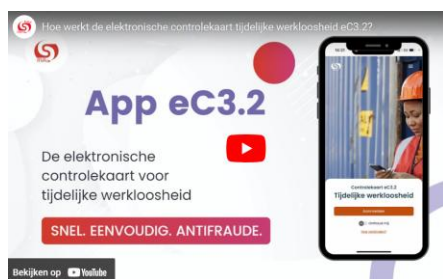 Hoe werkt de elektronische controlekaart tijdelijke werkloosheid eC3.2?
App eC3.2
De elektronische
controlekaart voor
tijdelijke werkloosheid
SNEL. EENVOUDIG. ANTIFRAUDE.
Controlekaart eC3.2
Tijdelijke werkloosheid
Bekijken op YouTube